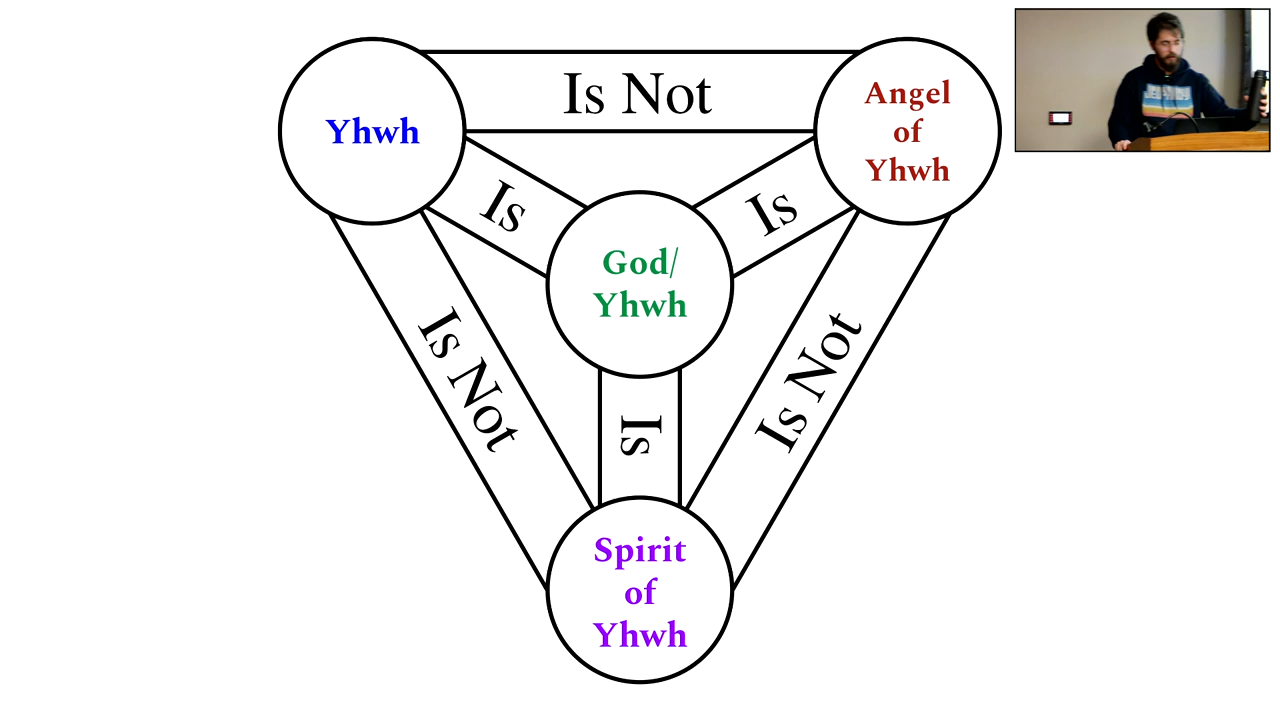 Is Not
Yhwh
Angel
of
Yhwh
Is
Is
God/
Yhwh
Is Not
Is Not
Is
Spirit
of
Yhwh